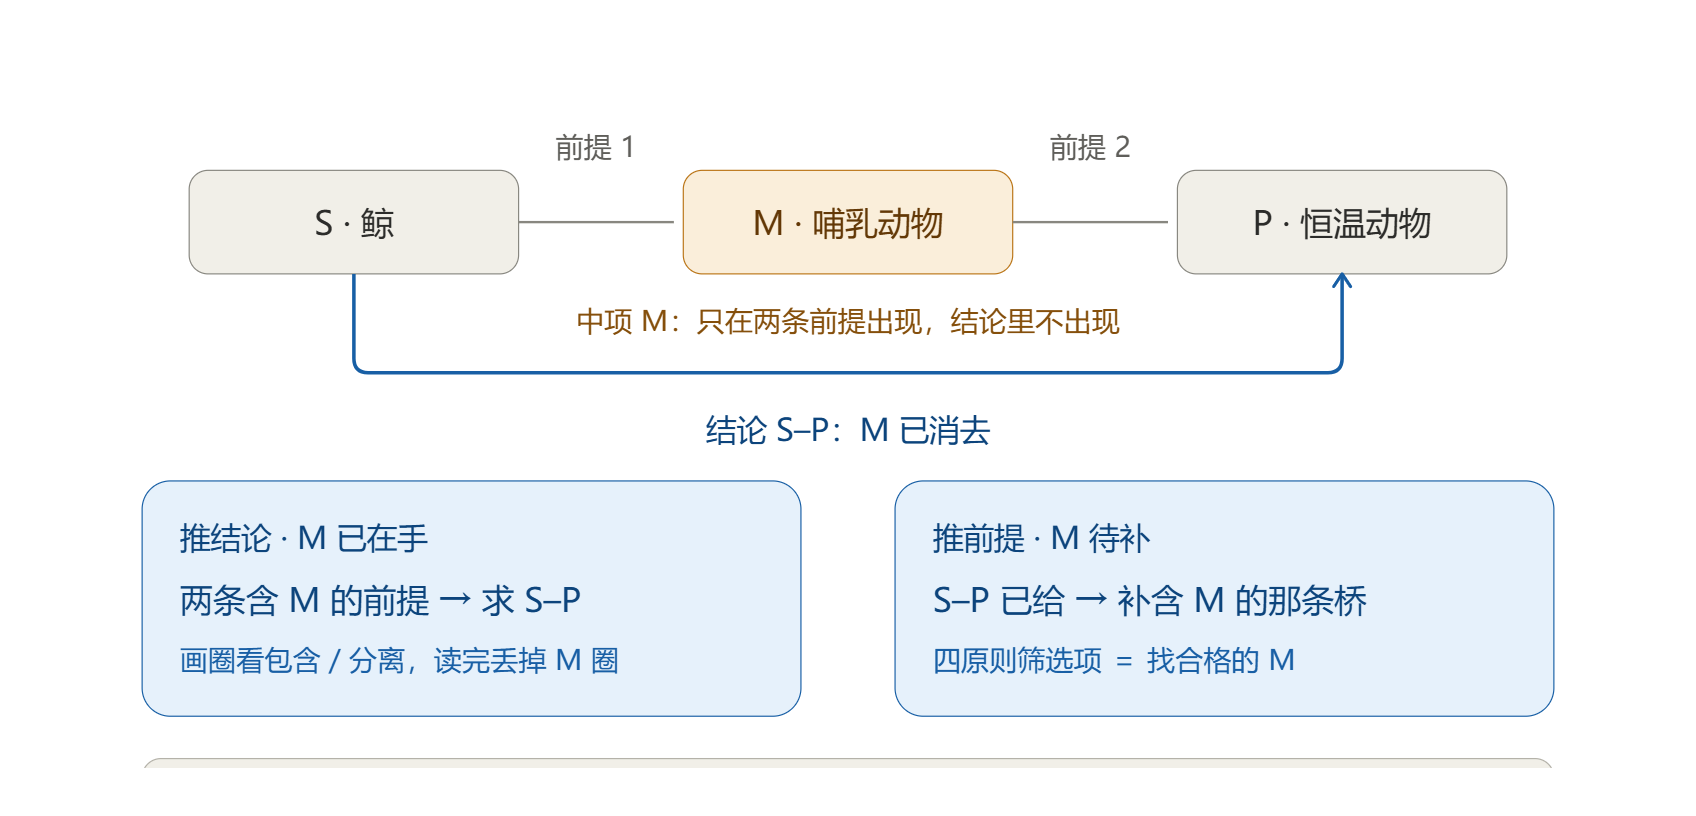 前提 1
前提 2
S · 鲸
M · 哺乳动物
P · 恒温动物
中项 M：只在两条前提出现，结论里不出现
结论 S–P：M 已消去
推结论 · M 已在手
两条含 M 的前提 → 求 S–P
画圈看包含 / 分离，读完丢掉 M 圈
推前提 · M 待补
S–P 已给 → 补含 M 的那条桥
四原则筛选项 = 找合格的 M